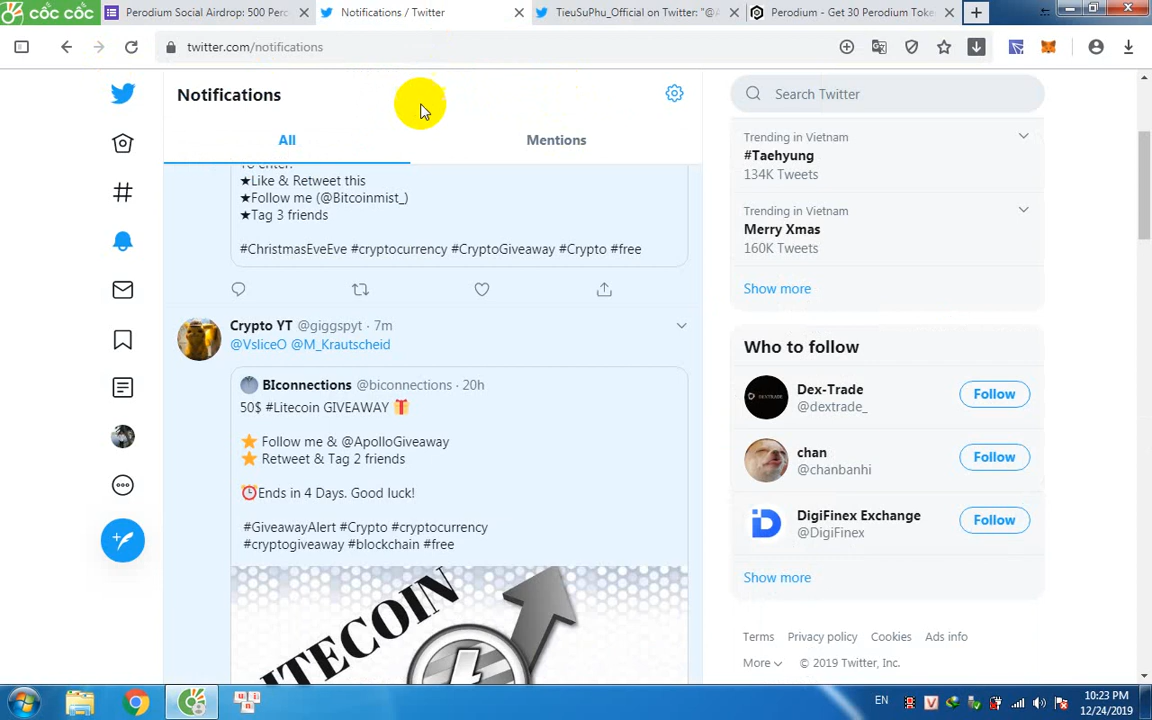 cốc cốc
Perodium Social Airdrop: 500 Perc
Notifications / Twitter
TieuSuPhu_Official on Twitter: "@A
Perodium - Get 30 Perodium Toke
twitter.com/notifications
Notifications
All
Mentions
★Like & Retweet this
★Follow me (@Bitcoinmist_)
★Tag 3 friends
#ChristmasEveEve #cryptocurrency #CryptoGiveaway #Crypto #free
Crypto YT @giggspyt · 7m
@VsliceO @M_Krautscheid
BIconnections @biconnections · 20h
50$ #Litecoin GIVEAWAY 🎁
⭐ Follow me & @ApolloGiveaway
⭐ Retweet & Tag 2 friends
⏰Ends in 4 Days. Good luck!
#GiveawayAlert #Crypto #cryptocurrency
#cryptogiveaway #blockchain #free
Search Twitter
Trending in Vietnam
#Taehyung
134K Tweets
Trending in Vietnam
Merry Xmas
160K Tweets
Show more
Who to follow
Dex-Trade
@dextrade_
Follow
chan
@chanbanhi
Follow
DigiFinex Exchange
@DigiFinex
Follow
Show more
Terms Privacy policy Cookies Ads info
More © 2019 Twitter, Inc.
EN
10:23 PM
12/24/2019